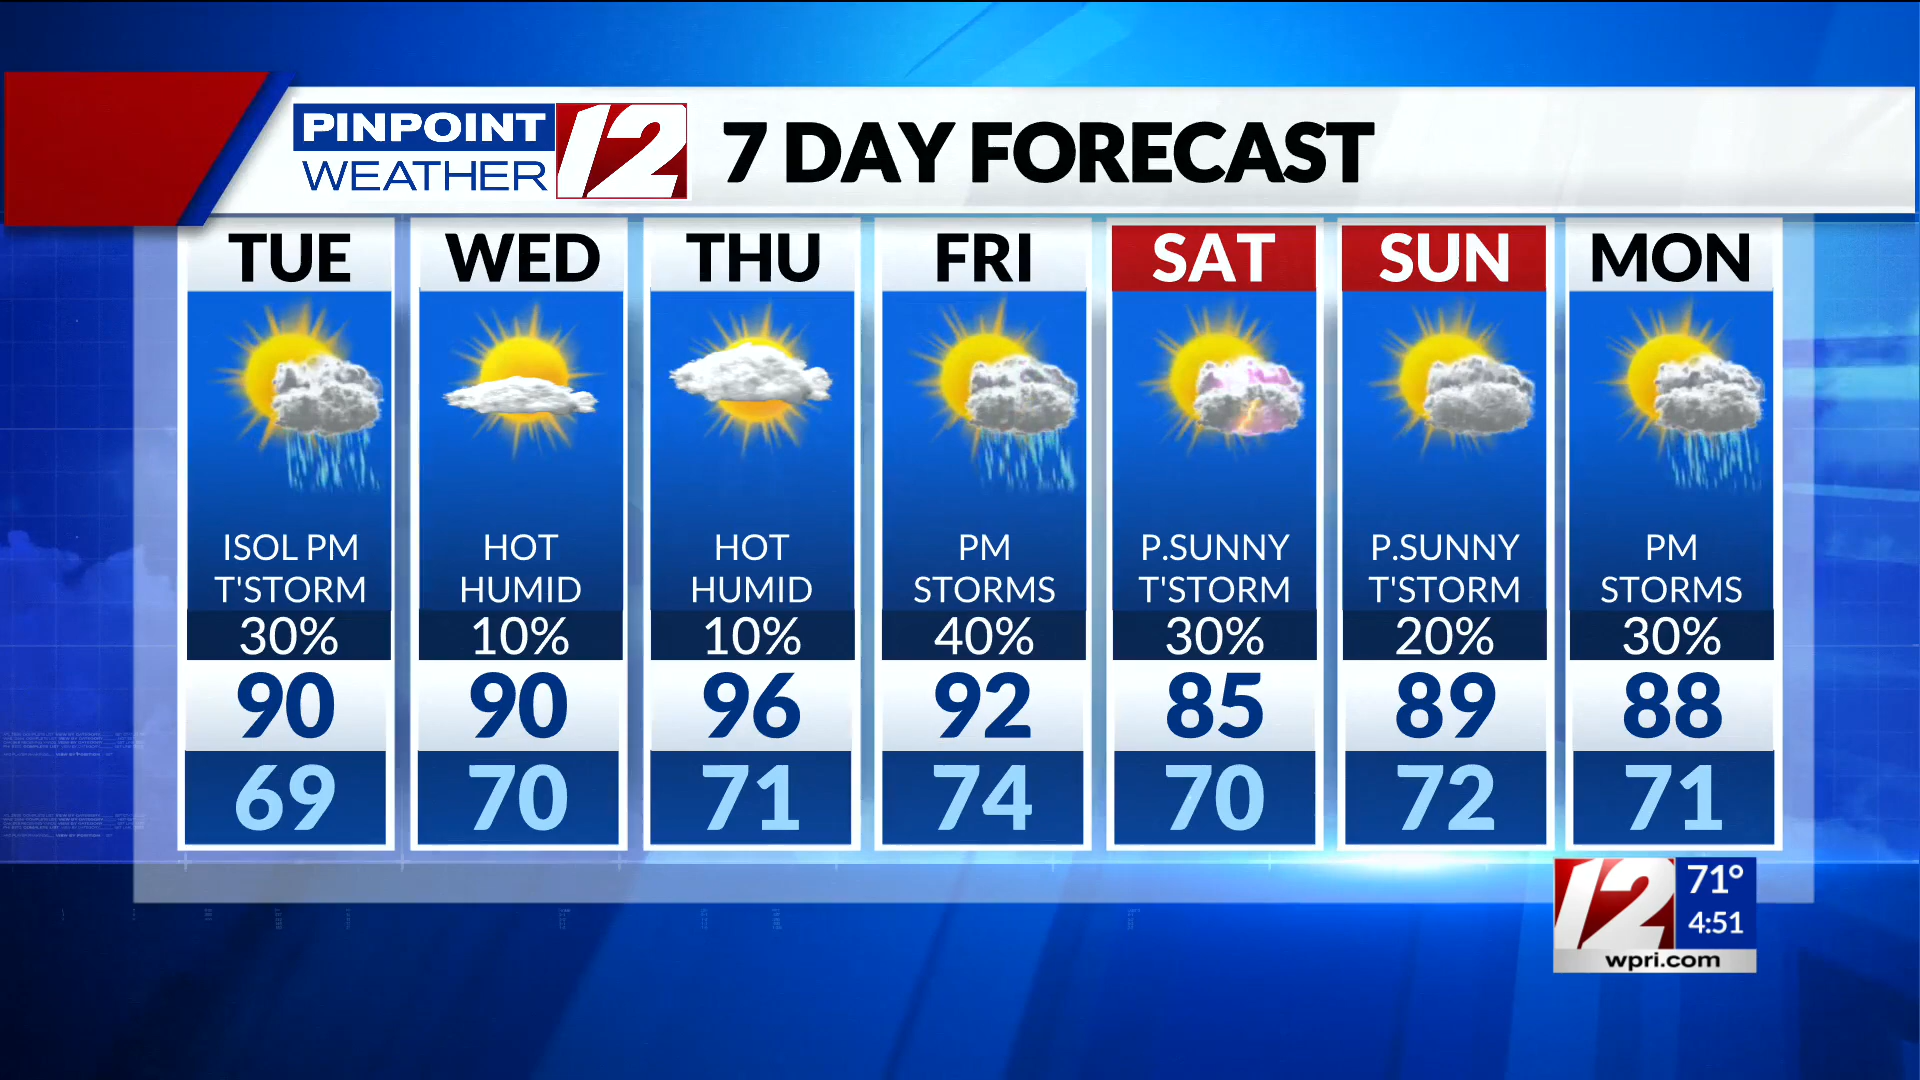 PINPOINT
WEATHER 12
7 DAY FORECAST
TUE WED THU FRI SAT SUN MON
ISOL PM HOT HOT PM P.SUNNY P.SUNNY PM
T'STORM HUMID HUMID STORMS T'STORM T'STORM STORMS
30% 10% 10% 40% 30% 20% 30%
90 90 96 92 85 89 88
69 70 71 74 70 72 71
12 71°
4:51
wpri.com